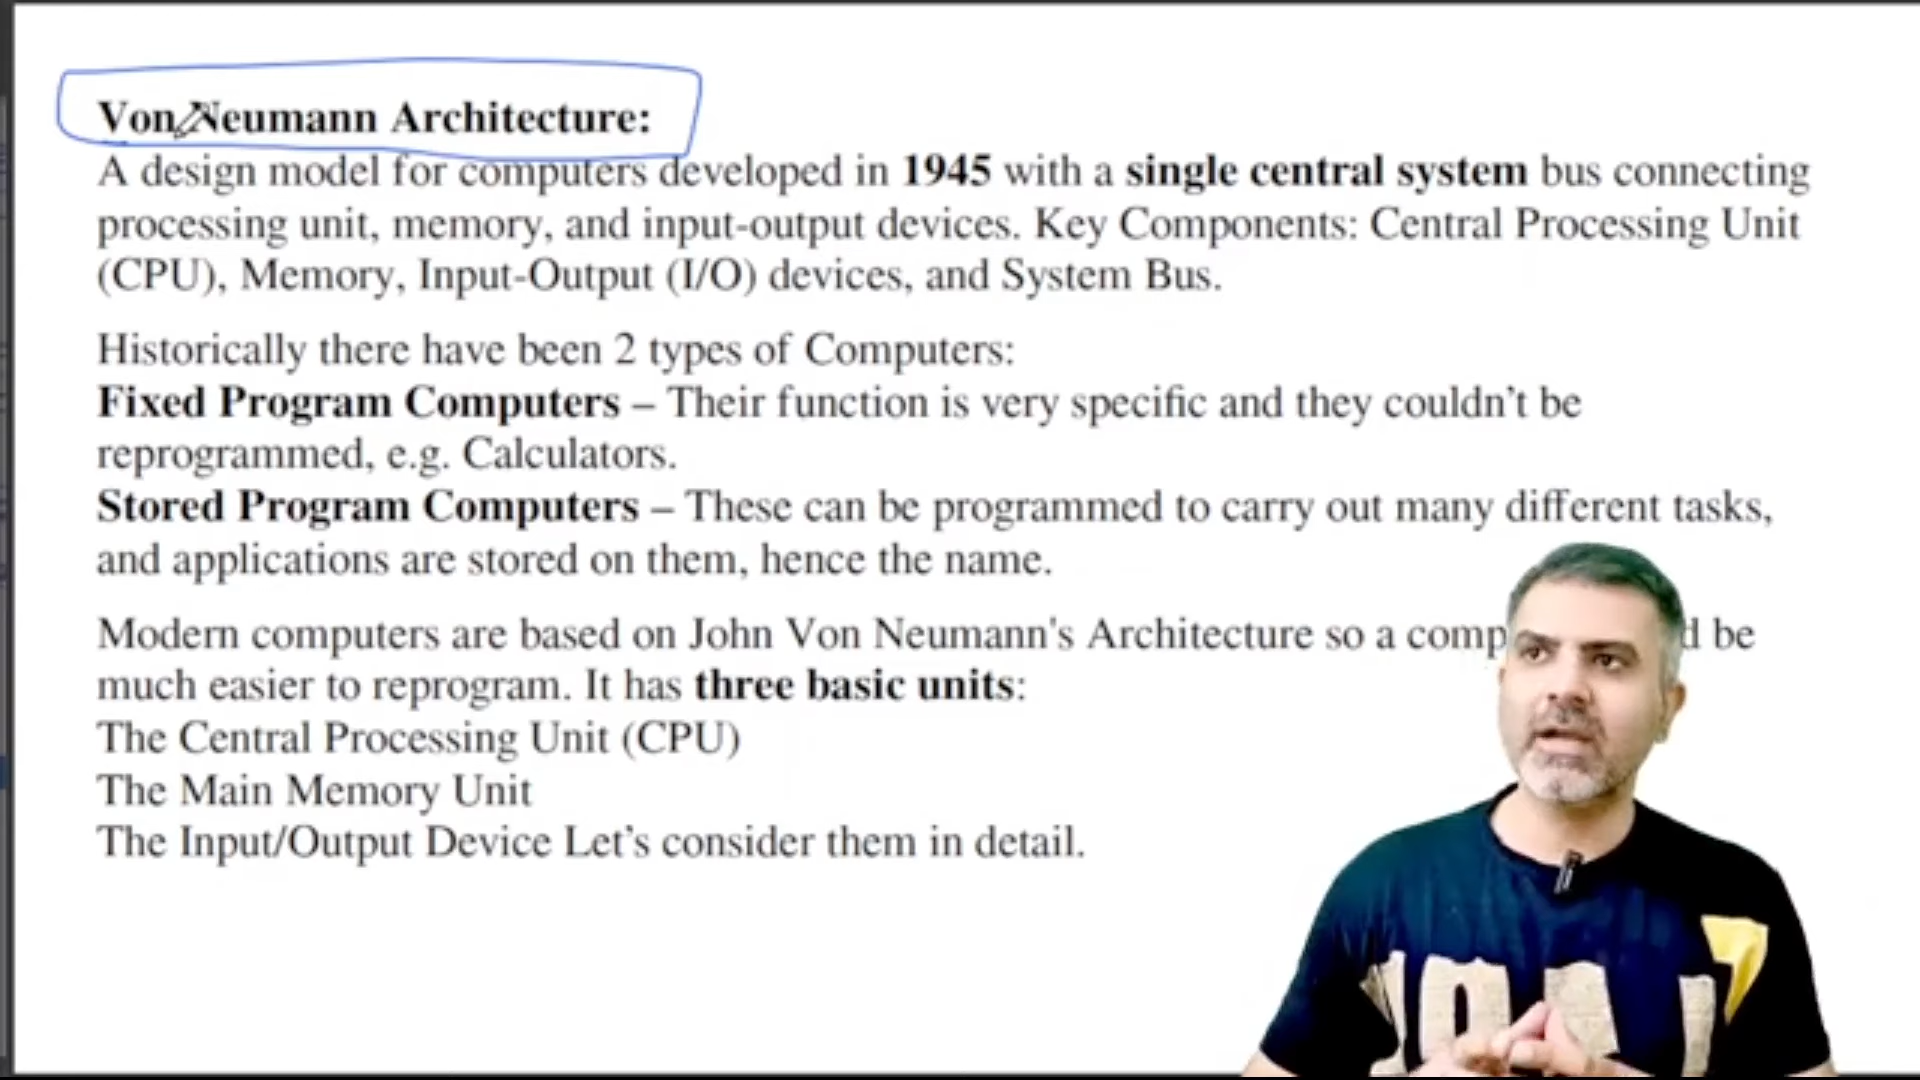 Von Neumann Architecture:
A design model for computers developed in 1945 with a single central system bus connecting
processing unit, memory, and input-output devices. Key Components: Central Processing Unit
(CPU), Memory, Input-Output (I/O) devices, and System Bus.
Historically there have been 2 types of Computers:
Fixed Program Computers – Their function is very specific and they couldn’t be
reprogrammed, e.g. Calculators.
Stored Program Computers – These can be programmed to carry out many different tasks,
and applications are stored on them, hence the name.
Modern computers are based on John Von Neumann's Architecture so a be
much easier to reprogram. It has three basic units:
The Central Processing Unit (CPU)
The Main Memory Unit
The Input/Output Device Let’s consider them in detail.